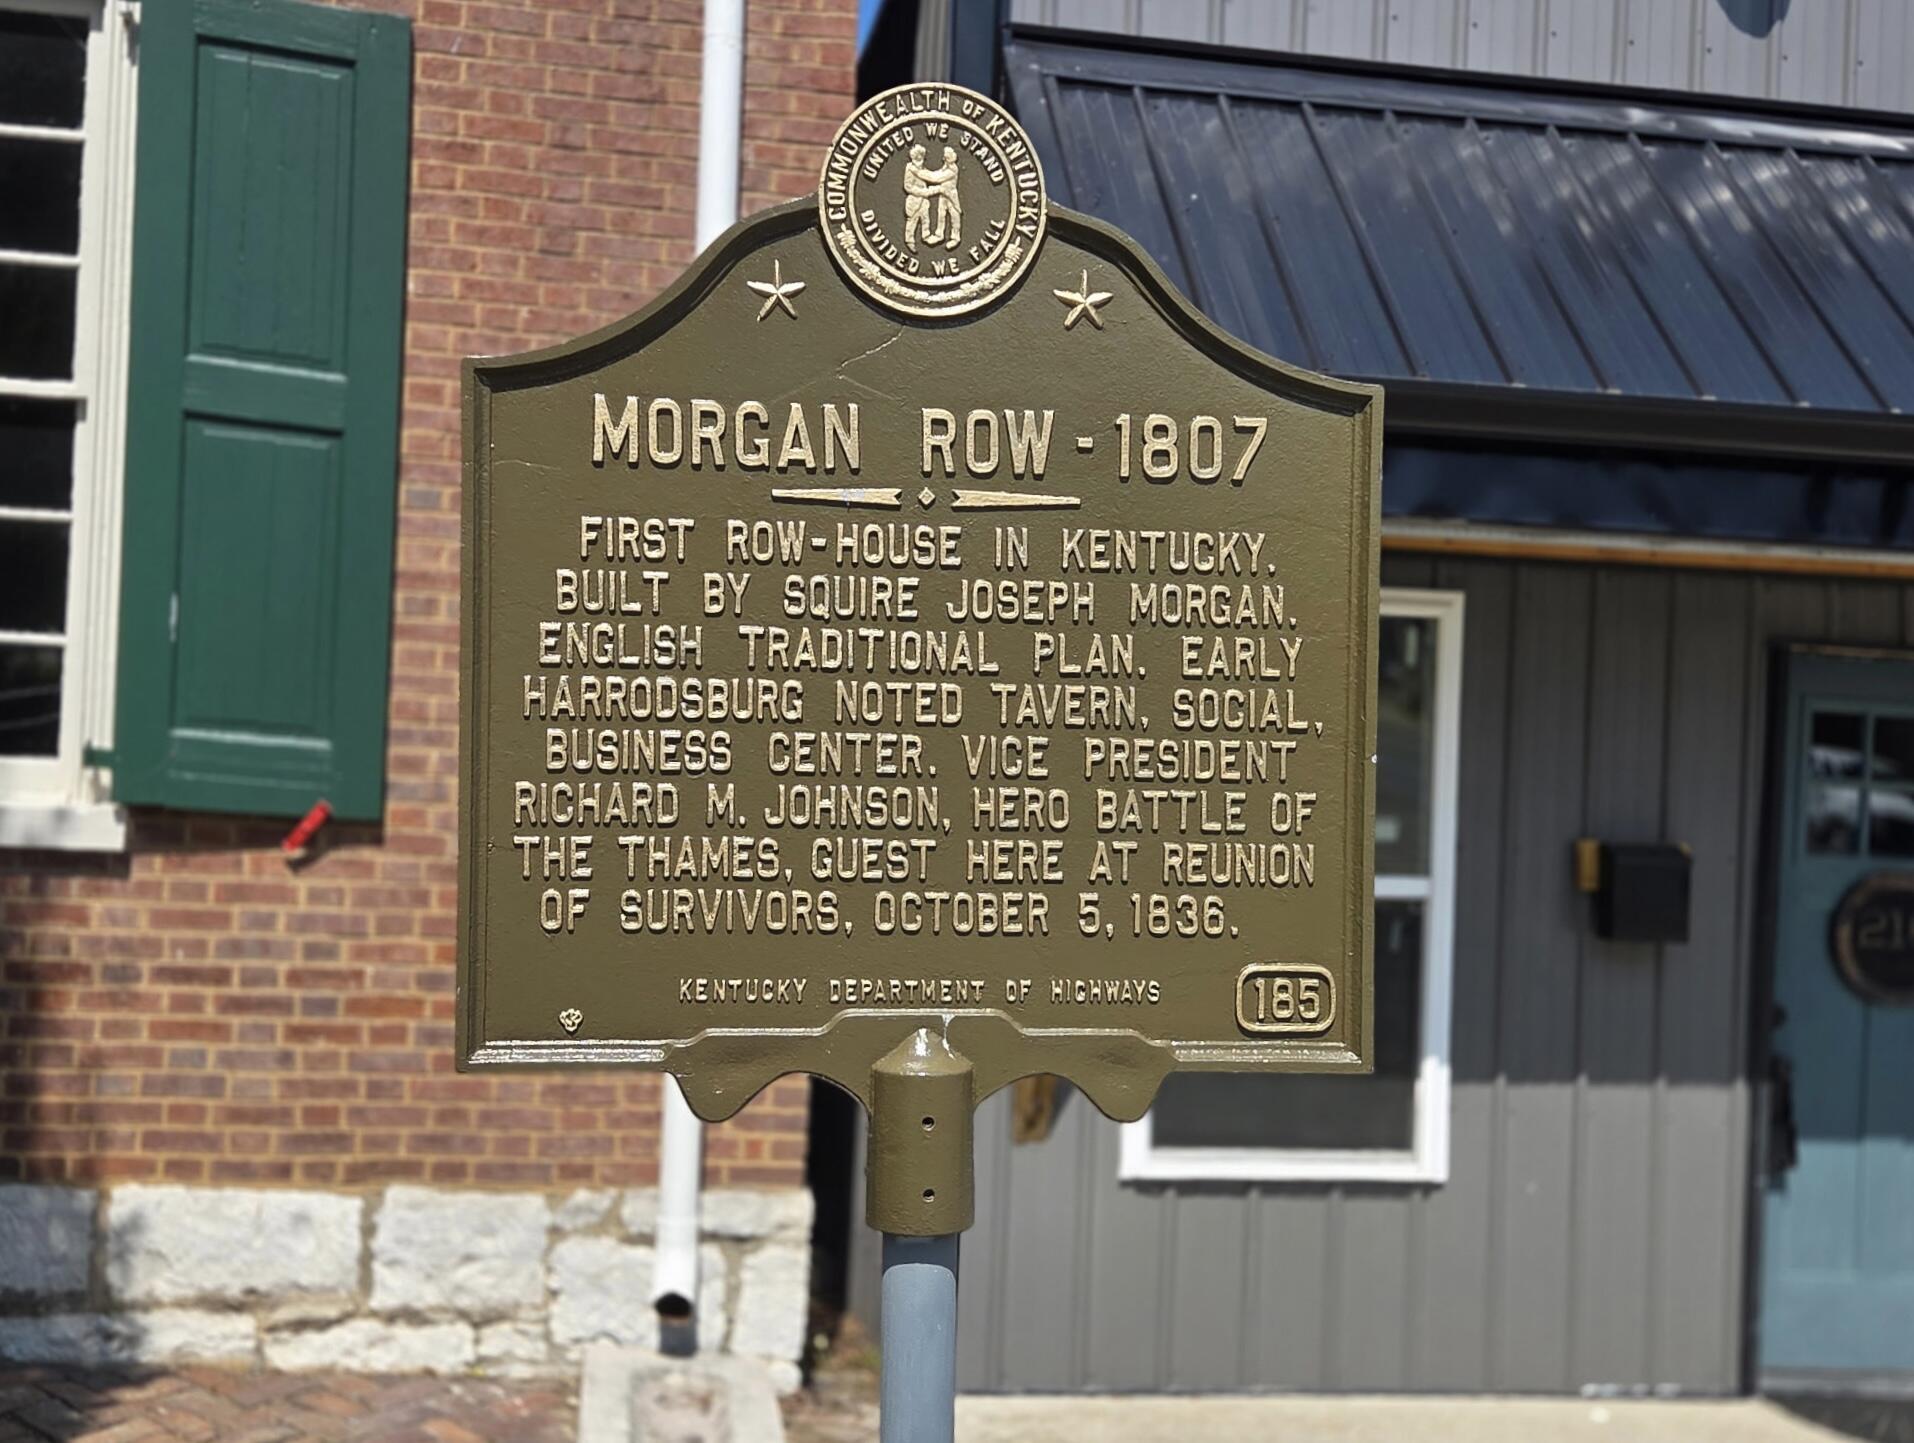 COMMONWEALTH OF KENTUCKY
UNITED WE STAND
DIVIDED WE FALL
MORGAN ROW - 1807
FIRST ROW-HOUSE IN KENTUCKY.
BUILT BY SQUIRE JOSEPH MORGAN.
ENGLISH TRADITIONAL PLAN. EARLY
HARRODSBURG NOTED TAVERN, SOCIAL,
BUSINESS CENTER. VICE PRESIDENT
RICHARD M. JOHNSON, HERO BATTLE OF
THE THAMES, GUEST HERE AT REUNION
OF SURVIVORS, OCTOBER 5, 1836.
KENTUCKY DEPARTMENT OF HIGHWAYS
185